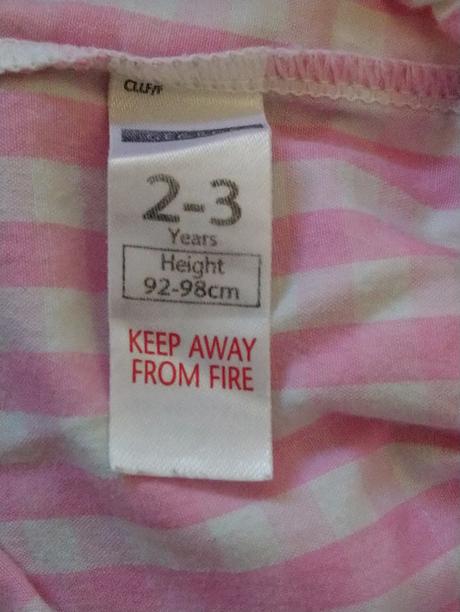 CLLF/F
2-3
Years
Height
92-98cm
KEEP AWAY
FROM FIRE